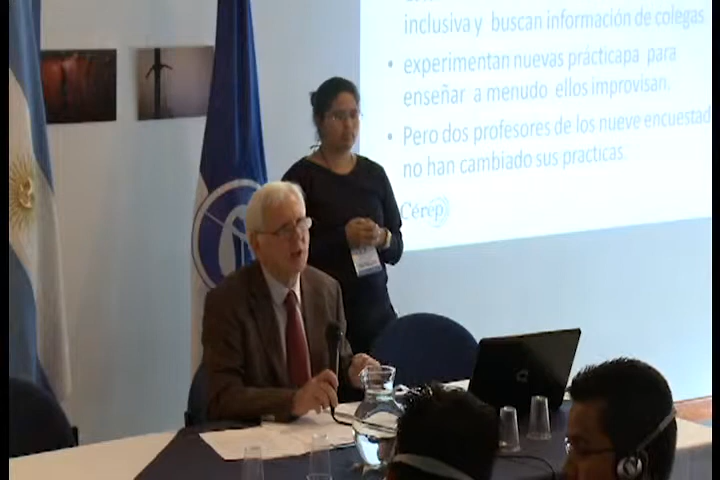 inclusiva y buscan información de colegas
• experimentan nuevas prácticapa para
enseñar a menudo ellos improvisan.
• Pero dos profesores de los nueve encuestad
no han cambiado sus practicas.
Cérep